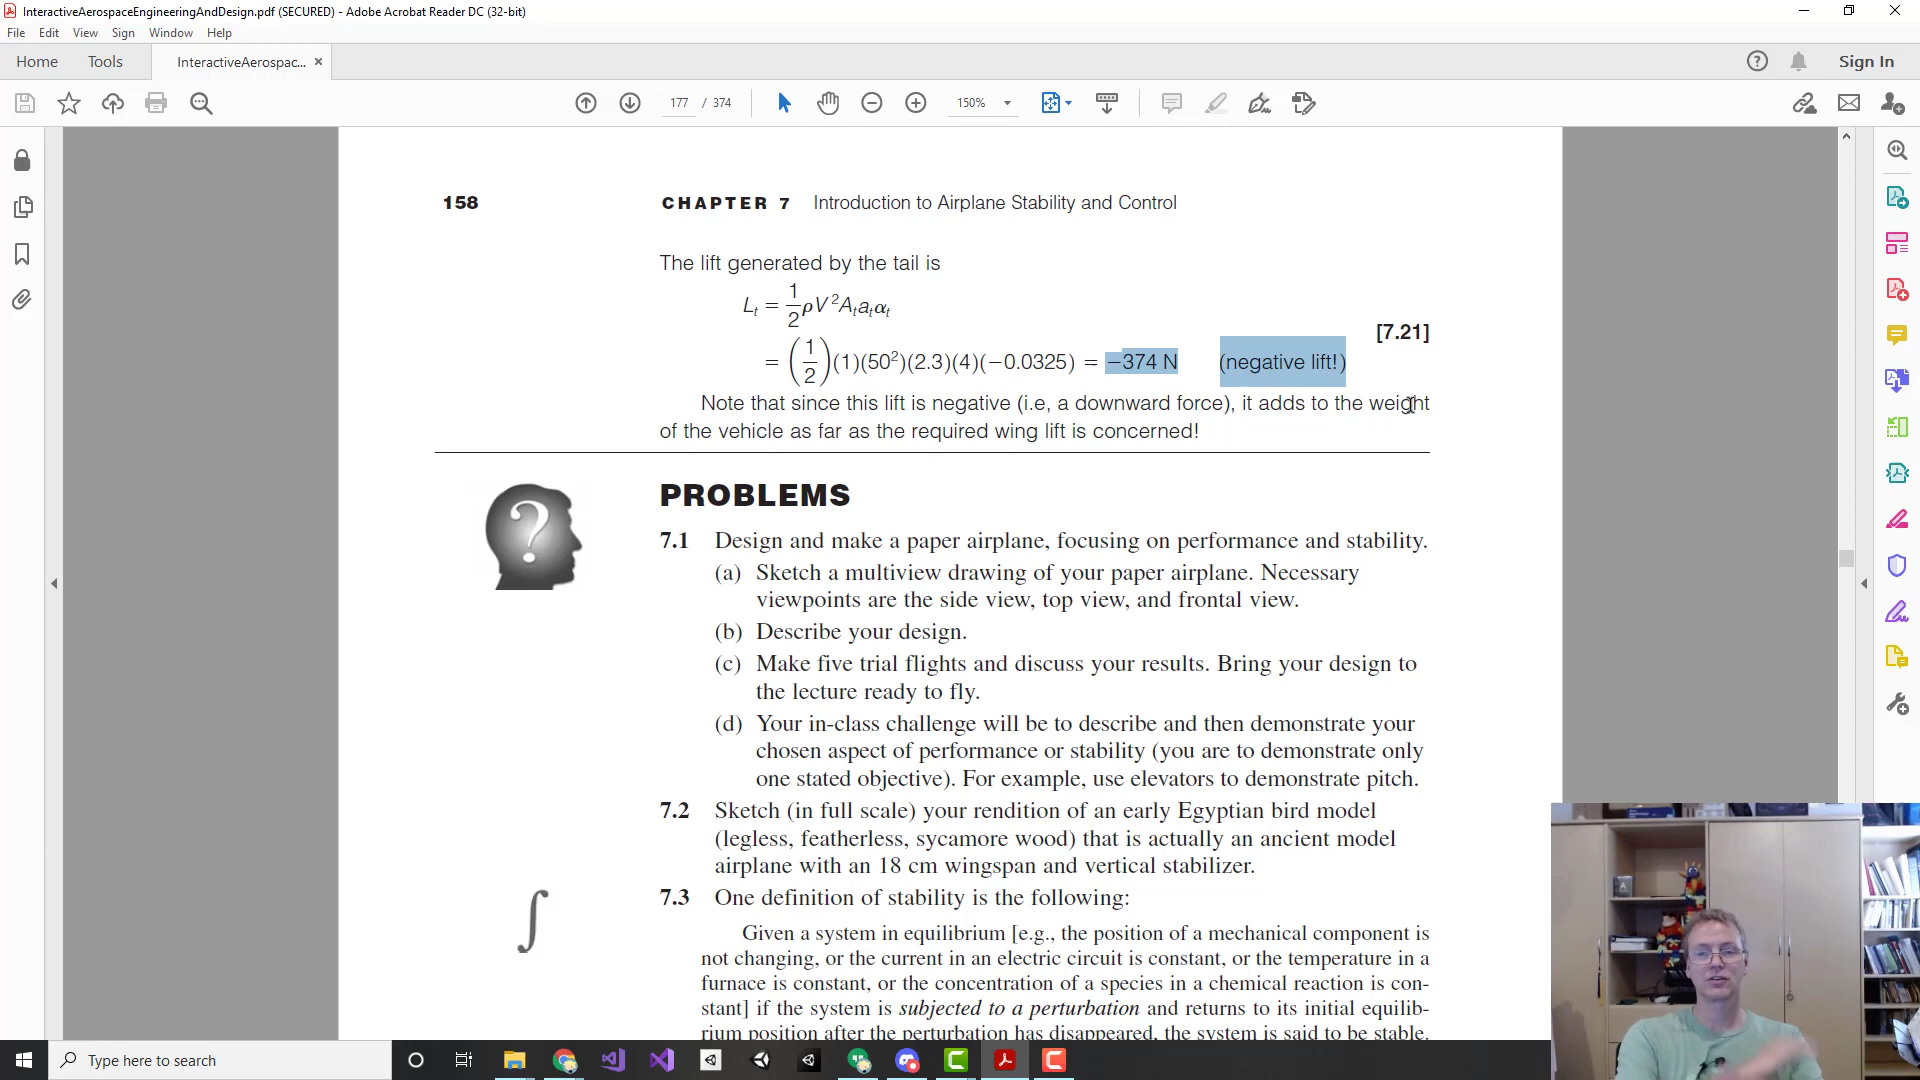 InteractiveAerospaceEngineeringAndDesign.pdf (SECURED) - Adobe Acrobat Reader DC (32-bit)
File Edit View Sign Window Help
Home Tools InteractiveAerospac... × Sign In
177 / 374 150%
158 CHAPTER 7 Introduction to Airplane Stability and Control
The lift generated by the tail is
Lₜ = 1/2 ρV²Aₜaₜαₜ
[7.21]
= (1/2)(1)(50²)(2.3)(4)(−0.0325) = −374 N (negative lift!)
Note that since this lift is negative (i.e, a downward force), it adds to the weight
of the vehicle as far as the required wing lift is concerned!
PROBLEMS
?
7.1 Design and make a paper airplane, focusing on performance and stability.
(a) Sketch a multiview drawing of your paper airplane. Necessary
viewpoints are the side view, top view, and frontal view.
(b) Describe your design.
(c) Make five trial flights and discuss your results. Bring your design to
the lecture ready to fly.
(d) Your in-class challenge will be to describe and then demonstrate your
chosen aspect of performance or stability (you are to demonstrate only
one stated objective). For example, use elevators to demonstrate pitch.
7.2 Sketch (in full scale) your rendition of an early Egyptian bird model
(legless, featherless, sycamore wood) that is actually an ancient model
airplane with an 18 cm wingspan and vertical stabilizer.
∫
7.3 One definition of stability is the following:
Given a system in equilibrium [e.g., the position of a mechanical component is
not changing, or the current in an electric circuit is constant, or the temperature in a
furnace is constant, or the concentration of a species in a chemical reaction is con-
stant] if the system is subjected to a perturbation and returns to its initial equilib-
rium position after the perturbation has disappeared, the system is said to be stable.
Type here to search